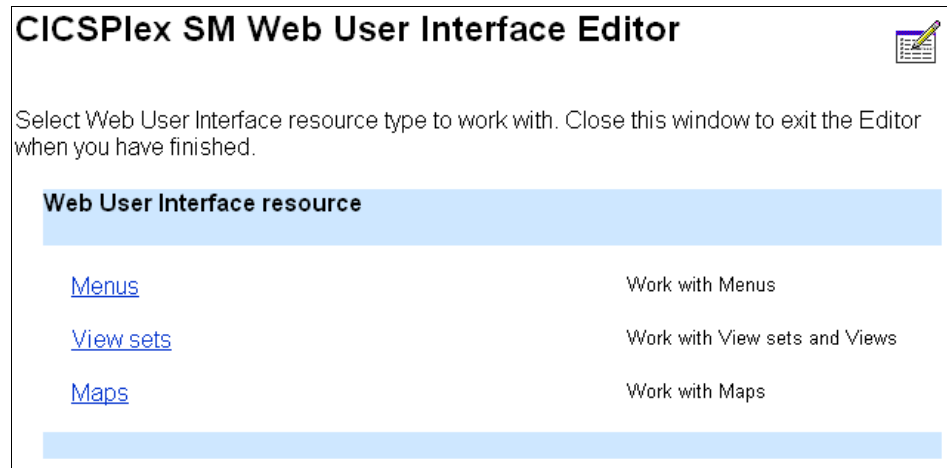 CICSPlex SM Web User Interface Editor
Select Web User Interface resource type to work with. Close this window to exit the Editor
when you have finished.
Web User Interface resource
Menus Work with Menus
View sets Work with View sets and Views
Maps Work with Maps